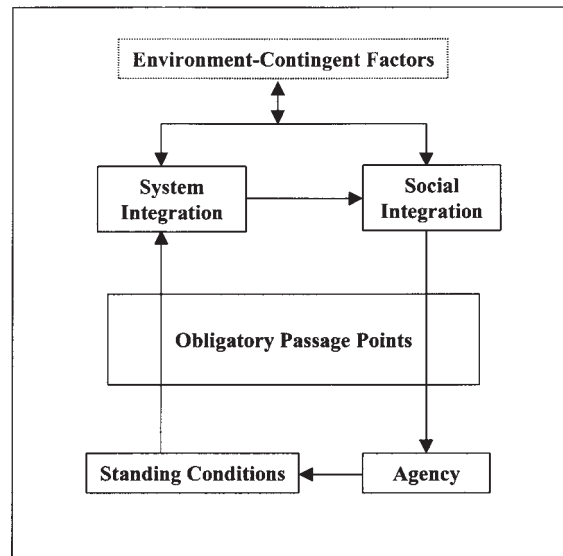 Environment-Contingent Factors
System
Integration
Social
Integration
Obligatory Passage Points
Standing Conditions
Agency